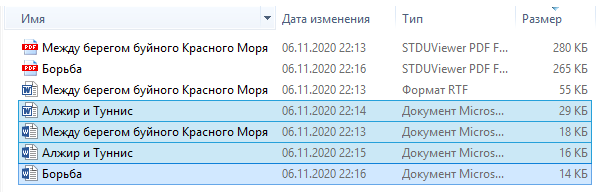 Имя Дата изменения Тип Размер
PDF Между берегом буйного Красного Моря 06.11.2020 22:13 STDUViewer PDF F... 280 КБ
PDF Борьба 06.11.2020 22:16 STDUViewer PDF F... 265 КБ
W Между берегом буйного Красного Моря 06.11.2020 22:13 Формат RTF 55 КБ
W Алжир и Туннис 06.11.2020 22:14 Документ Micros... 29 КБ
W Между берегом буйного Красного Моря 06.11.2020 22:13 Документ Micros... 18 КБ
W Алжир и Туннис 06.11.2020 22:15 Документ Micros... 16 КБ
W Борьба 06.11.2020 22:16 Документ Micros... 14 КБ